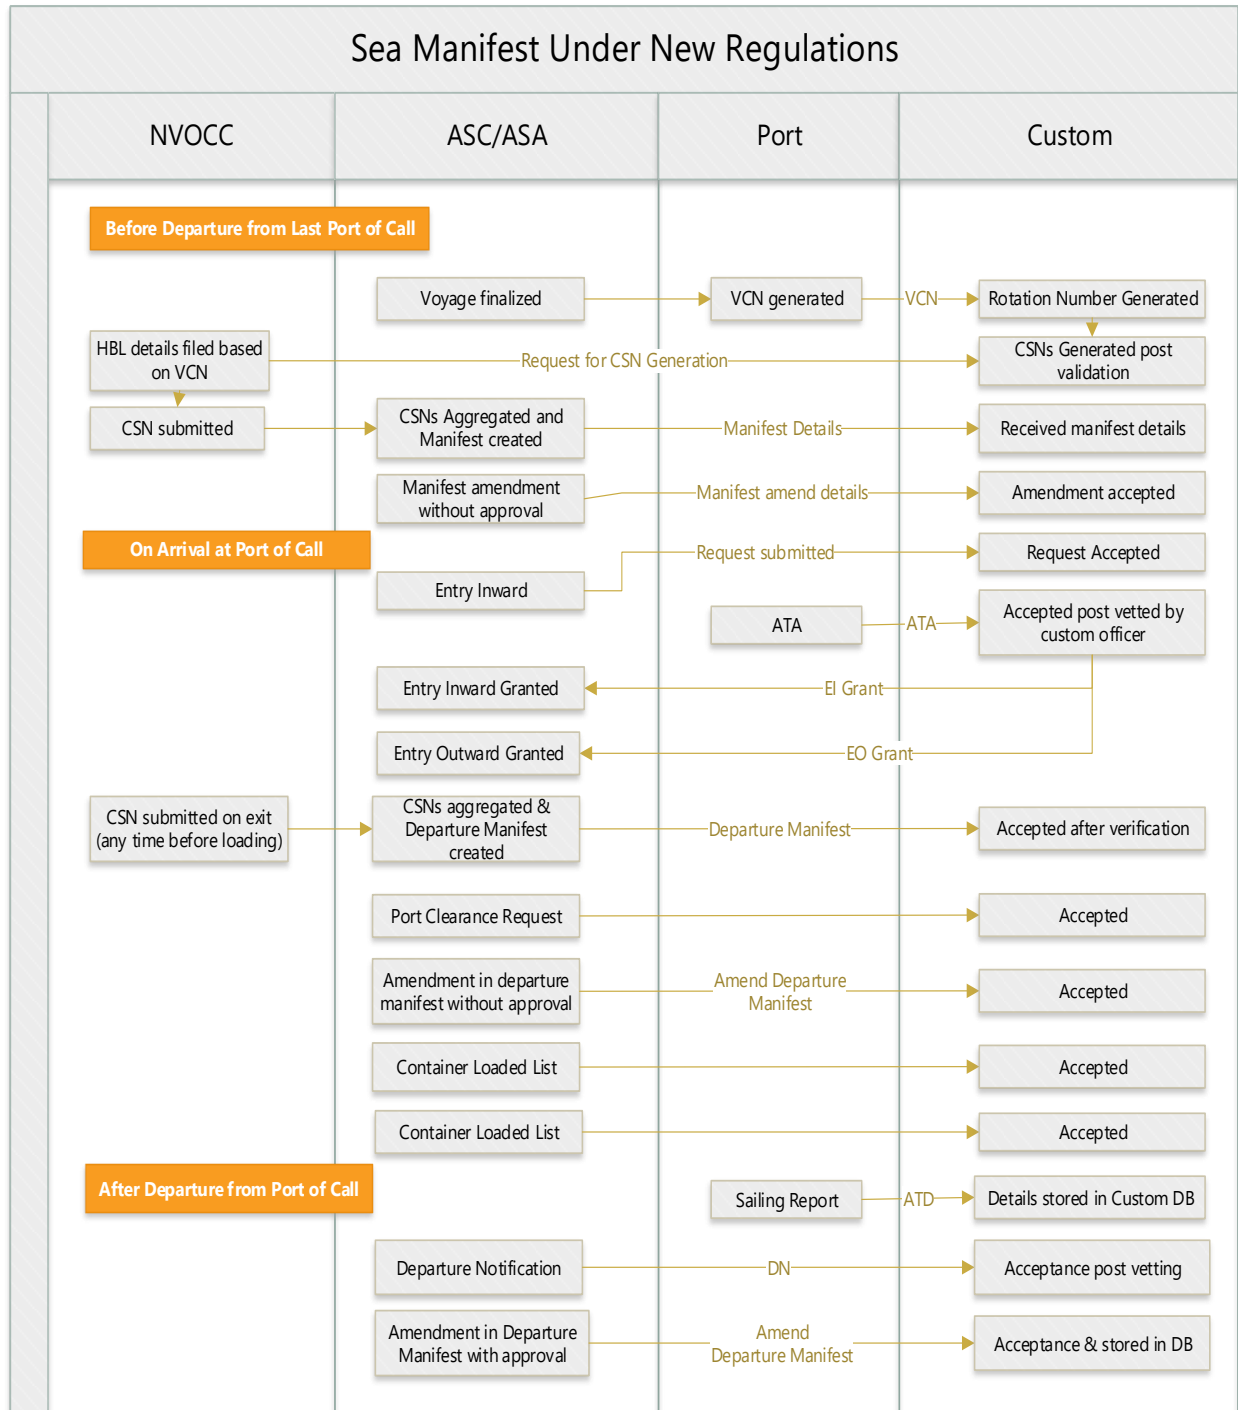 Sea Manifest Under New Regulations
NVOCC
ASC/ASA
Port
Custom
Before Departure from Last Port of Call
Voyage finalized
VCN generated
VCN
Rotation Number Generated
HBL details filed based
on VCN
Request for CSN Generation
CSNs Generated post
validation
CSN submitted
CSNs Aggregated and
Manifest created
Manifest Details
Received manifest details
Manifest amendment
without approval
Manifest amend details
Amendment accepted
On Arrival at Port of Call
Request submitted
Request Accepted
Entry Inward
ATA
ATA
Accepted post vetted by
custom officer
Entry Inward Granted
EI Grant
Entry Outward Granted
EO Grant
CSN submitted on exit
(any time before loading)
CSNs aggregated &
Departure Manifest
created
Departure Manifest
Accepted after verification
Port Clearance Request
Accepted
Amendment in departure
manifest without approval
Amend Departure
Manifest
Accepted
Container Loaded List
Accepted
Container Loaded List
Accepted
After Departure from Port of Call
Sailing Report
ATD
Details stored in Custom DB
Departure Notification
DN
Acceptance post vetting
Amendment in Departure
Manifest with approval
Amend
Departure Manifest
Acceptance & stored in DB